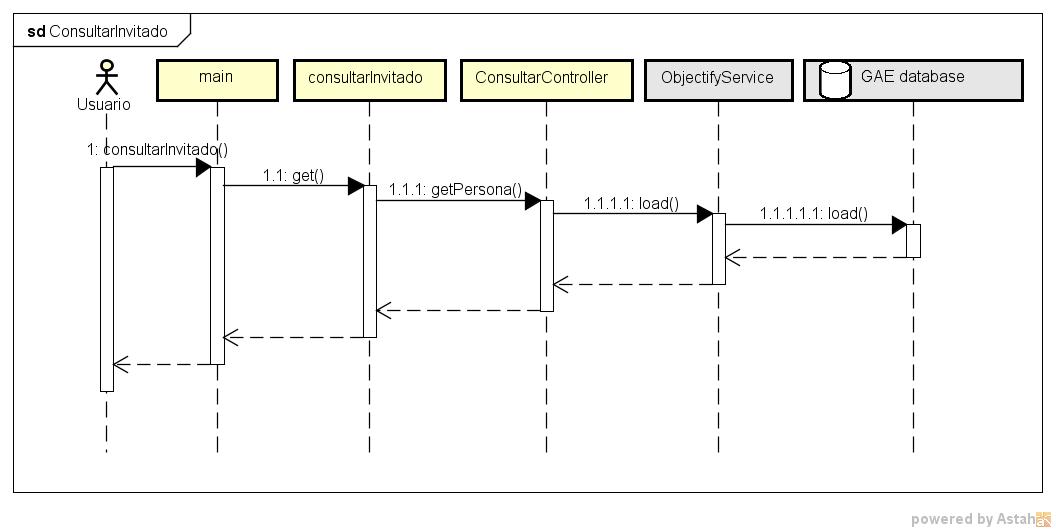 sd ConsultarInvitado
Usuario
main
consultarInvitado
ConsultarController
ObjectifyService
GAE database
1: consultarInvitado()
1.1: get()
1.1.1: getPersona()
1.1.1.1: load()
1.1.1.1.1: load()
powered by Astah